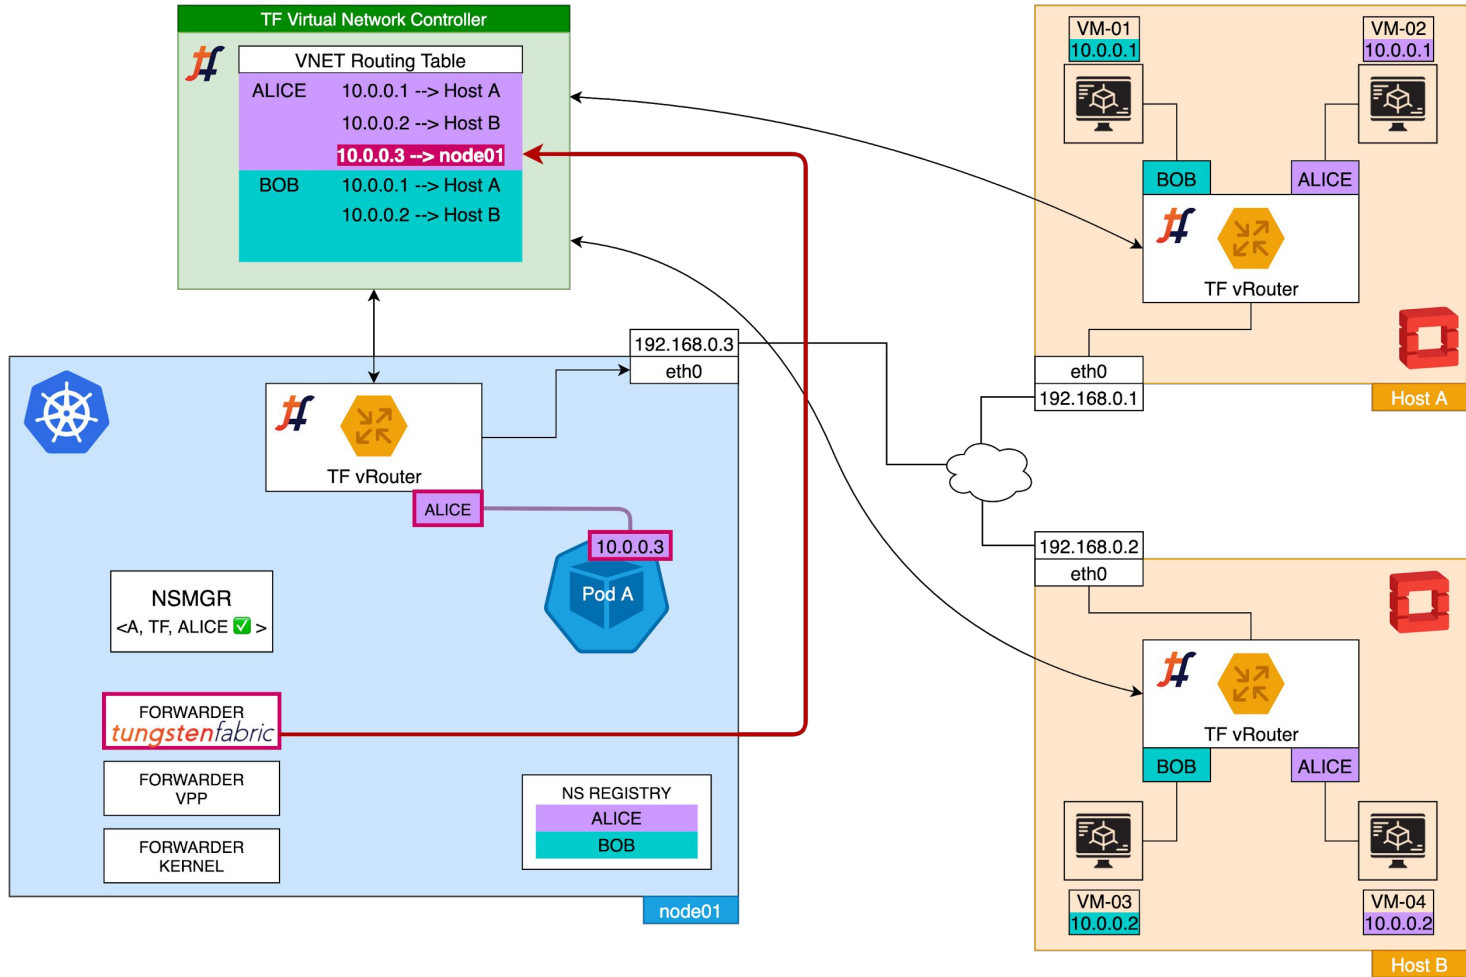 TF Virtual Network Controller
VNET Routing Table
ALICE 10.0.0.1 --> Host A
10.0.0.2 --> Host B
10.0.0.3 --> node01
BOB 10.0.0.1 --> Host A
10.0.0.2 --> Host B
VM-01
10.0.0.1
VM-02
10.0.0.1
BOB
ALICE
TF vRouter
eth0
192.168.0.1
Host A
192.168.0.3
eth0
TF vRouter
ALICE
10.0.0.3
Pod A
NSMGR
<A, TF, ALICE ✅ >
FORWARDER
tungstenfabric
FORWARDER
VPP
FORWARDER
KERNEL
NS REGISTRY
ALICE
BOB
node01
192.168.0.2
eth0
TF vRouter
BOB
ALICE
VM-03
10.0.0.2
VM-04
10.0.0.2
Host B